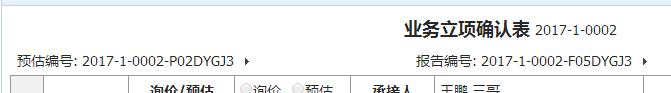 业务立项确认表 2017-1-0002
预估编号: 2017-1-0002-P02DYGJ3 报告编号: 2017-1-0002-F05DYGJ3
询价/预估 询价 预估 承接人 王鹏 三哥